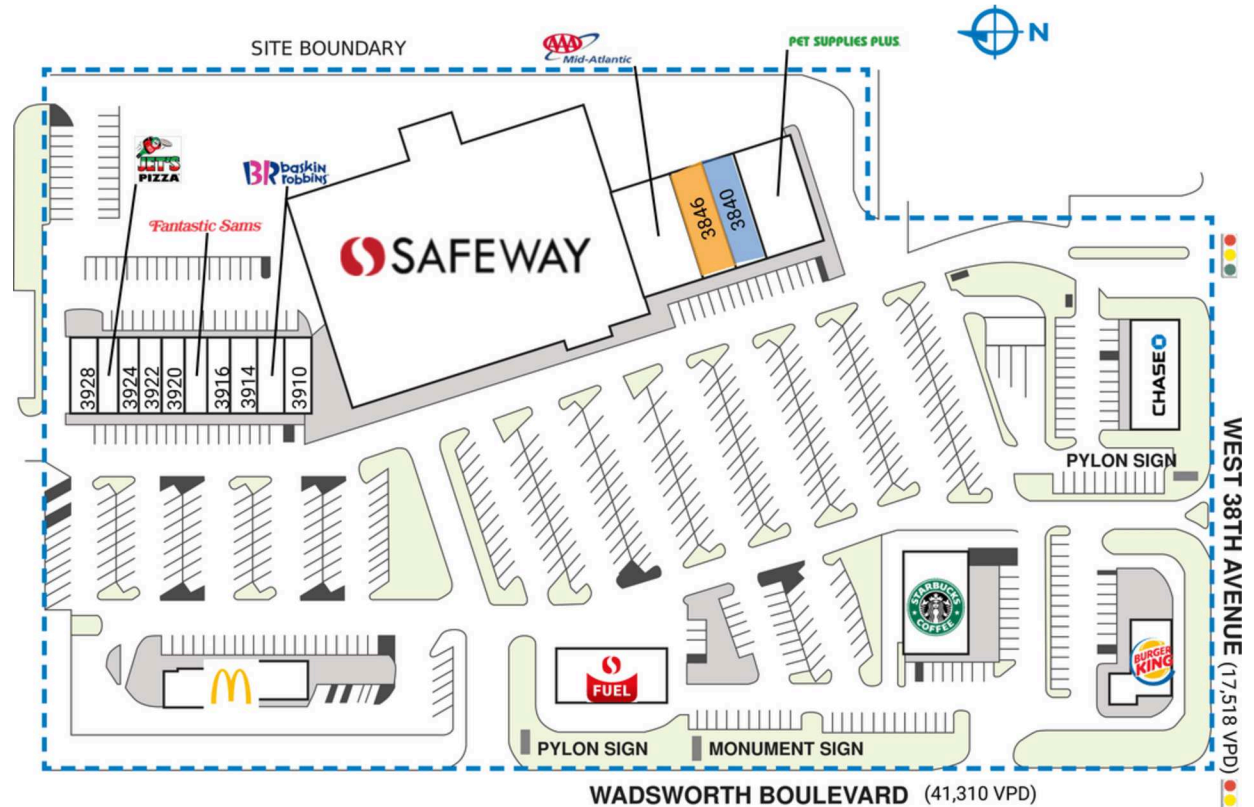 SITE BOUNDARY
AAA
Mid-Atlantic
PET SUPPLIES PLUS
N
JET'S
PIZZA
BR baskin
robbins
Fantastic Sams
SAFEWAY
3846
3840
3928
3924
3922
3920
3916
3914
3910
CHASE
PYLON SIGN
STARBUCKS
COFFEE
BURGER
KING
FUEL
PYLON SIGN
MONUMENT SIGN
WEST 38TH AVENUE (17,518 VPD)
WADSWORTH BOULEVARD (41,310 VPD)